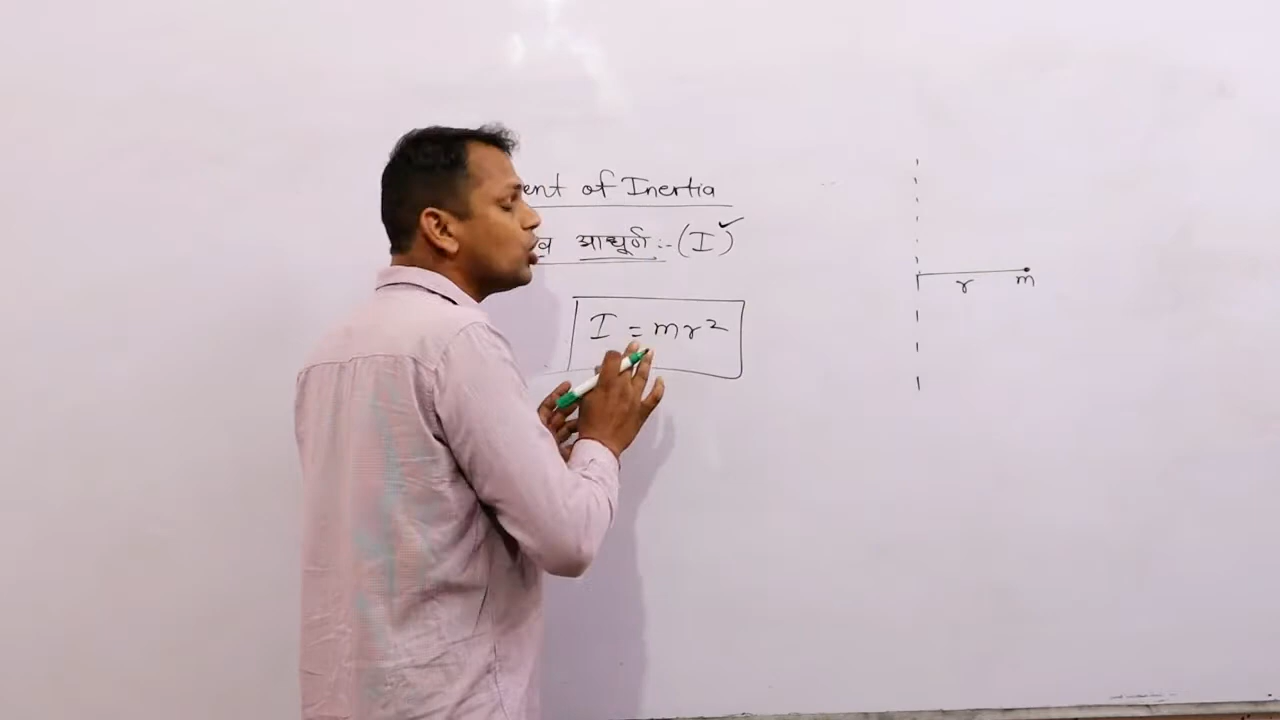 ent of Inertia
व आघूर्ण :- (I)
I = mr²
r
m